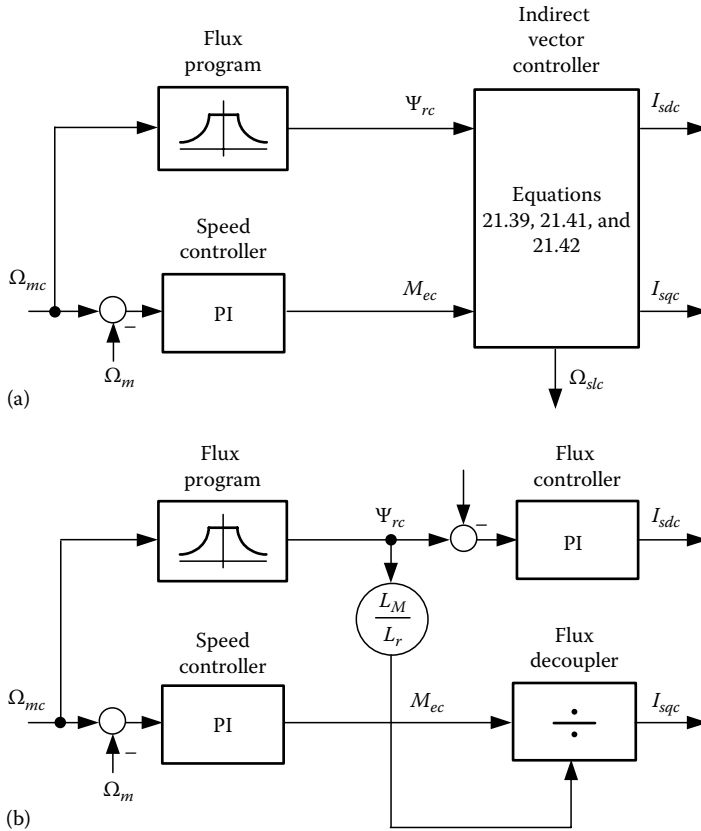 Indirect
vector
controller
Flux
program
Ψrc
Isdc
Equations
21.39, 21.41, and
21.42
Speed
controller
Ωmc
PI
Mec
Isqc
−
Ωm
Ωslc
(a)
Flux
program
Flux
controller
Ψrc
−
PI
Isdc
LM
Lr
Speed
controller
Flux
decoupler
Ωmc
PI
Mec
÷
Isqc
−
Ωm
(b)